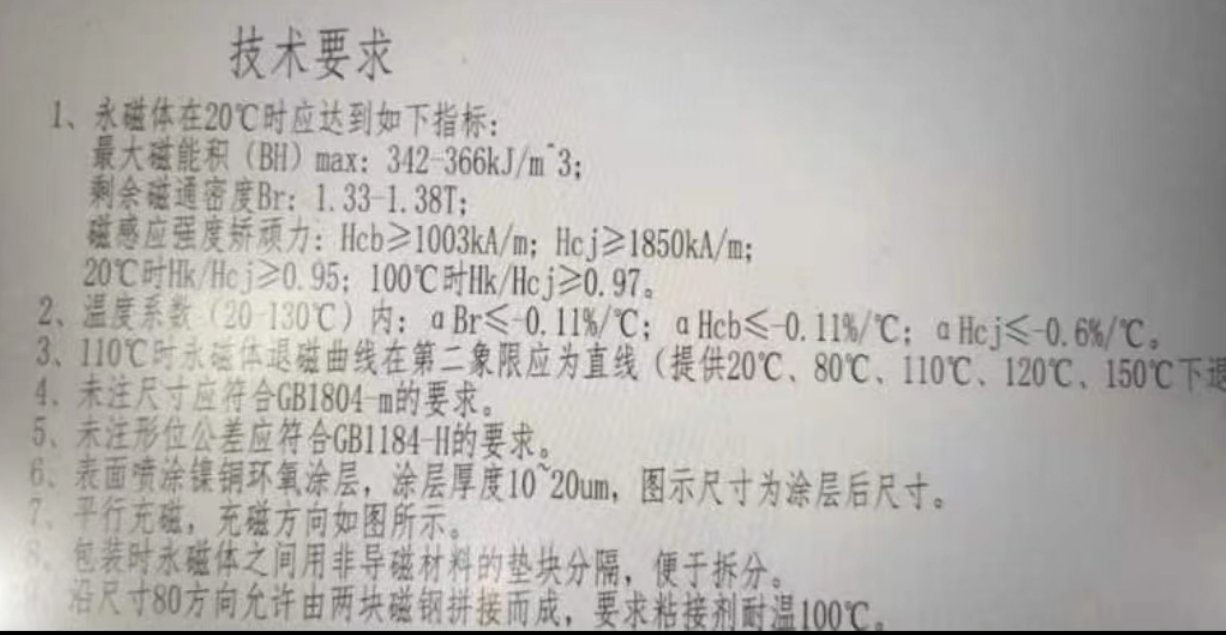 技术要求
1、永磁体在20℃时应达到如下指标:
最大磁能积（BH）max: 342-366kJ/m^3;
剩余磁通密度Br: 1.33-1.38T;
磁感应强度矫顽力: Hcb≥1003kA/m; Hcj≥1850kA/m;
20℃时Hk/Hcj≥0.95; 100℃时Hk/Hcj≥0.97。
2、温度系数（20-130℃）内: αBr≤-0.11%/℃; αHcb≤-0.11%/℃; αHcj≤-0.6%/℃。
3、110℃时永磁体退磁曲线在第二象限应为直线（提供20℃、80℃、110℃、120℃、150℃下退
4、未注尺寸应符合GB1804-m的要求。
5、未注形位公差应符合GB1184-H的要求。
6、表面喷涂镍铜环氧涂层，涂层厚度10~20um，图示尺寸为涂层后尺寸。
7、平行充磁，充磁方向如图所示。
8、包装时永磁体之间用非导磁材料的垫块分隔，便于拆分。
沿尺寸80方向允许由两块磁钢拼接而成，要求粘接剂耐温100℃。